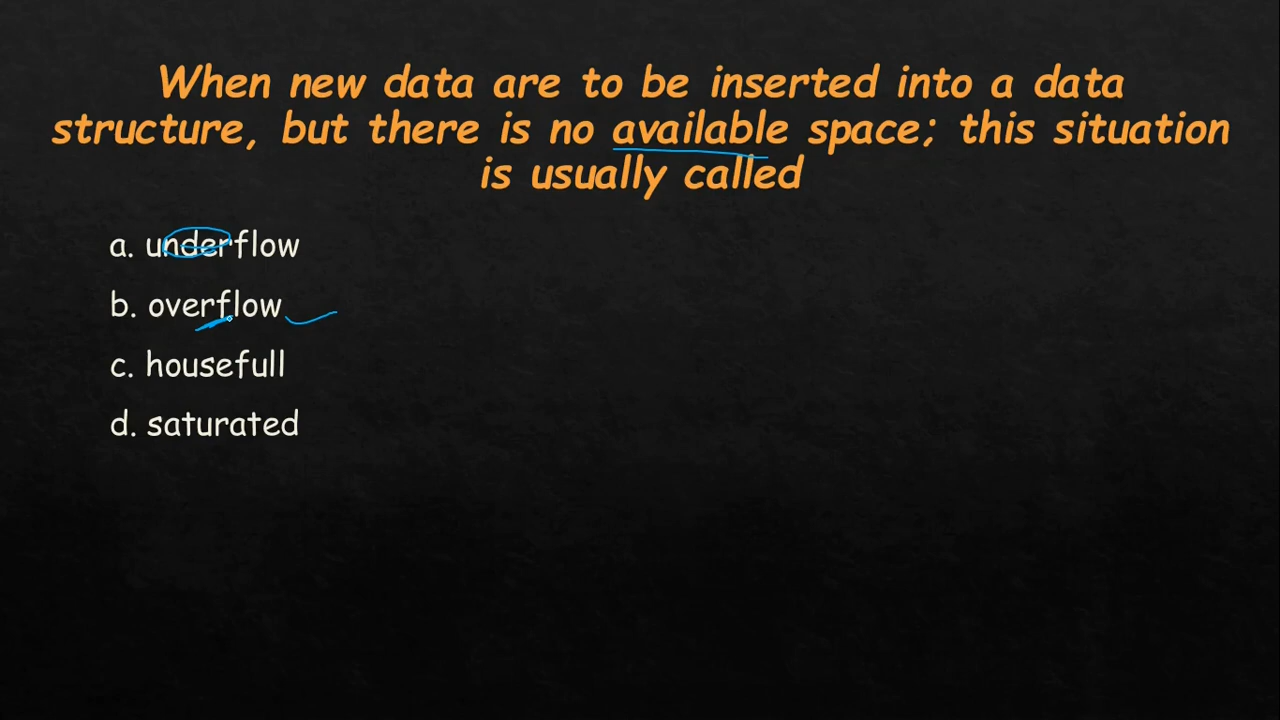 When new data are to be inserted into a data
structure, but there is no available space; this situation
is usually called
a. underflow
b. overflow
c. housefull
d. saturated